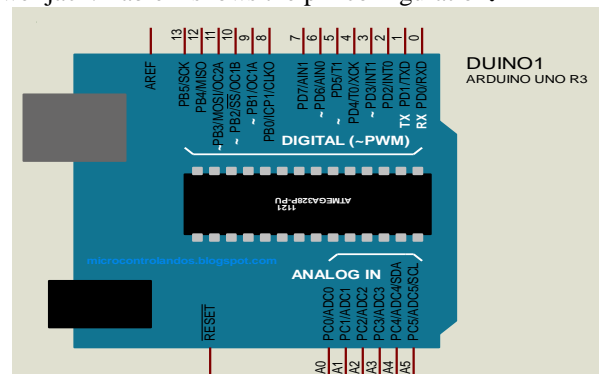 13
12
11
10
9
8
7
6
5
4
3
2
1
0
AREF
PB5/SCK
PB4/MISO
~PB3/MOSI/OC2A
~PB2/SS/OC1B
~PB1/OC1A
PB0/ICP1/CLKO
PD7/AIN1
~PD6/AIN0
~PD5/T1
PD4/T0/XCK
~PD3/INT1
PD2/INT0
TX PD1/TXD
RX PD0/RXD
DUINO1
ARDUINO UNO R3
DIGITAL (~PWM)
1121
ATMEGA328P-PU
microcontrolandos.blogspot.com
ANALOG IN
RESET
PC0/ADC0
PC1/ADC1
PC2/ADC2
PC3/ADC3
PC4/ADC4/SDA
PC5/ADC5/SCL
A0
A1
A2
A3
A4
A5